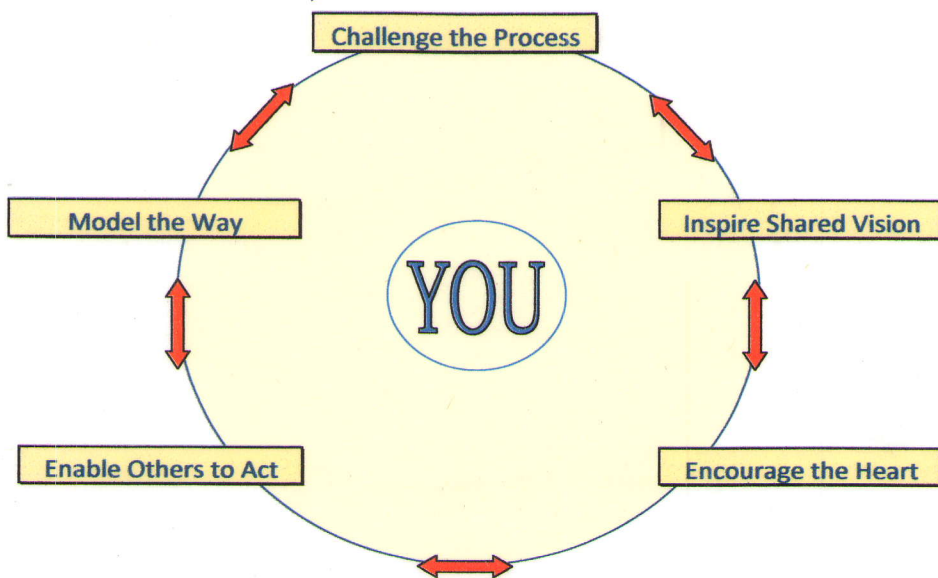 Challenge the Process
Model the Way
Inspire Shared Vision
YOU
Enable Others to Act
Encourage the Heart